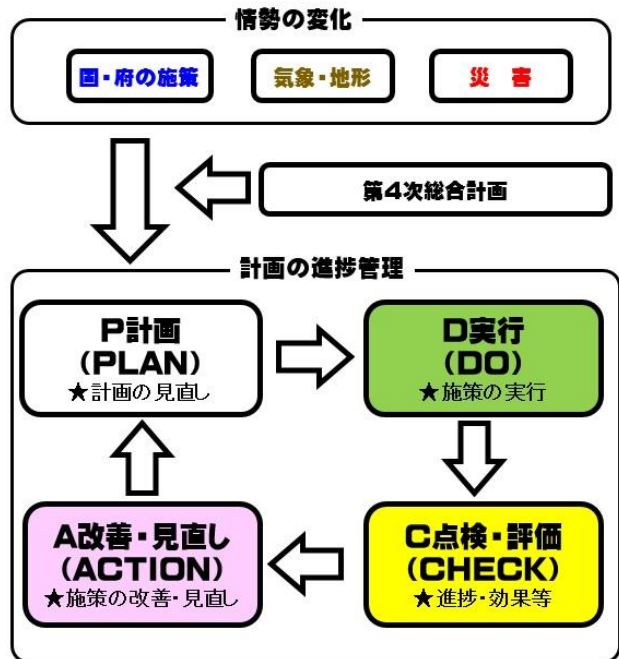 情勢の変化
国・府の施策
気象・地形
災 害
第4次総合計画
計画の進捗管理
P計画
(PLAN)
★計画の見直し
D実行
(DO)
★施策の実行
A改善・見直し
(ACTION)
★施策の改善・見直し
C点検・評価
(CHECK)
★進捗・効果等